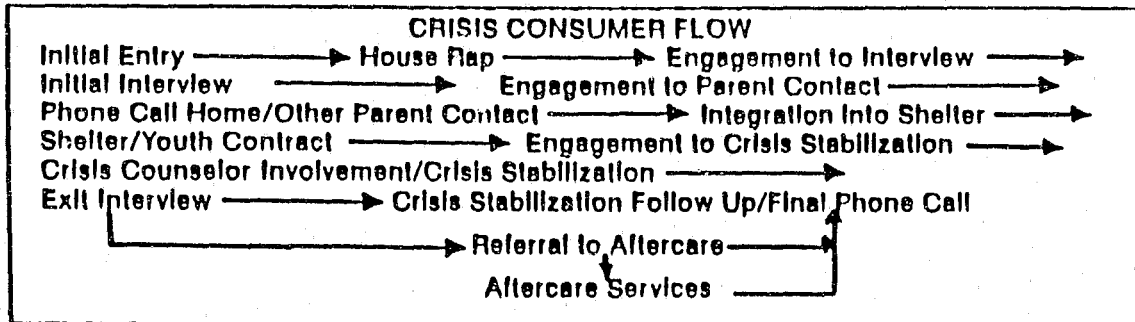 CRISIS CONSUMER FLOW
Initial Entry House Rap Engagement to Interview
Initial Interview Engagement to Parent Contact
Phone Call Home/Other Parent Contact Integration Into Shelter
Shelter/Youth Contract Engagement to Crisis Stabilization
Crisis Counselor Involvement/Crisis Stabilization
Exit Interview Crisis Stabilization Follow Up/Final Phone Call
Referral to Aftercare
Aftercare Services